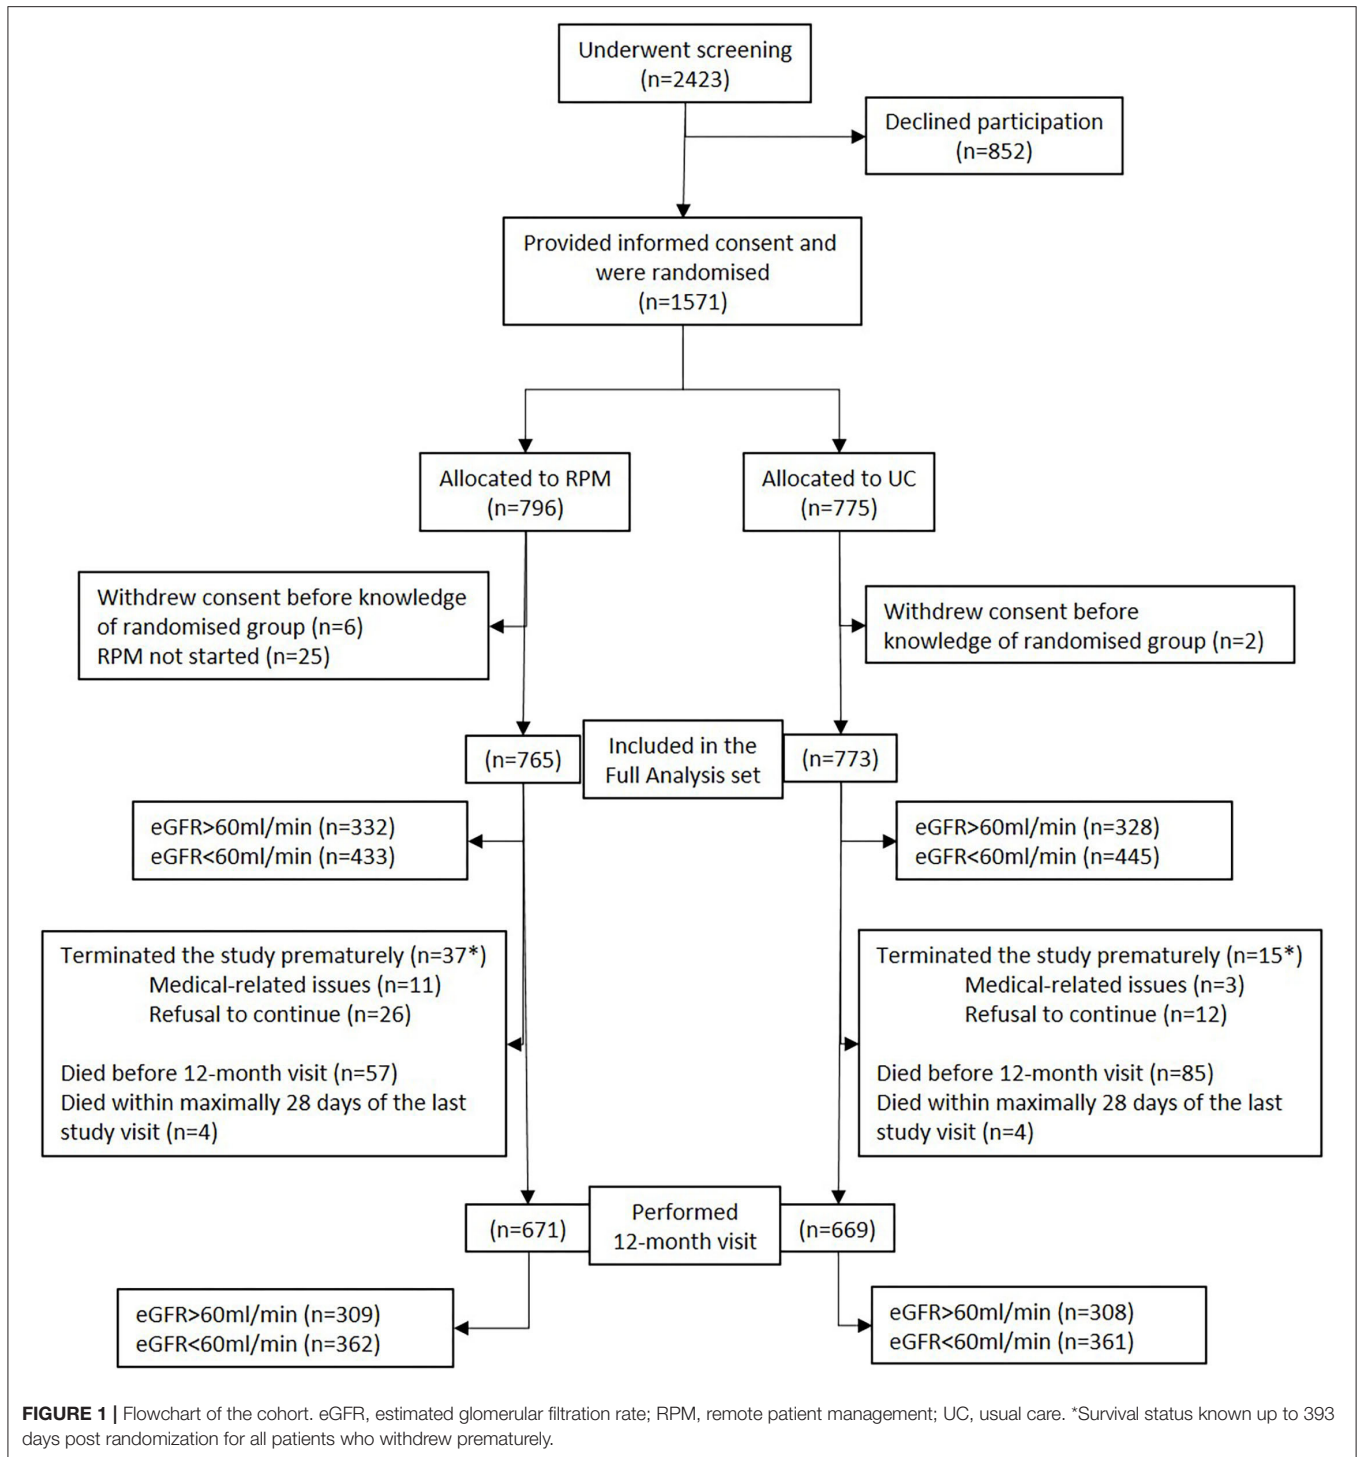 Underwent screening
(n=2423)
Declined participation
(n=852)
Provided informed consent and
were randomised
(n=1571)
Allocated to RPM
(n=796)
Allocated to UC
(n=775)
Withdrew consent before knowledge
of randomised group (n=6)
RPM not started (n=25)
Withdrew consent before
knowledge of randomised group (n=2)
(n=765)
Included in the
Full Analysis set
(n=773)
eGFR>60ml/min (n=332)
eGFR<60ml/min (n=433)
eGFR>60ml/min (n=328)
eGFR<60ml/min (n=445)
Terminated the study prematurely (n=37*)
Medical-related issues (n=11)
Refusal to continue (n=26)
Died before 12-month visit (n=57)
Died within maximally 28 days of the last
study visit (n=4)
Terminated the study prematurely (n=15*)
Medical-related issues (n=3)
Refusal to continue (n=12)
Died before 12-month visit (n=85)
Died within maximally 28 days of the last
study visit (n=4)
(n=671)
Performed
12-month visit
(n=669)
eGFR>60ml/min (n=309)
eGFR<60ml/min (n=362)
eGFR>60ml/min (n=308)
eGFR<60ml/min (n=361)
FIGURE 1 | Flowchart of the cohort. eGFR, estimated glomerular filtration rate; RPM, remote patient management; UC, usual care. *Survival status known up to 393
days post randomization for all patients who withdrew prematurely.